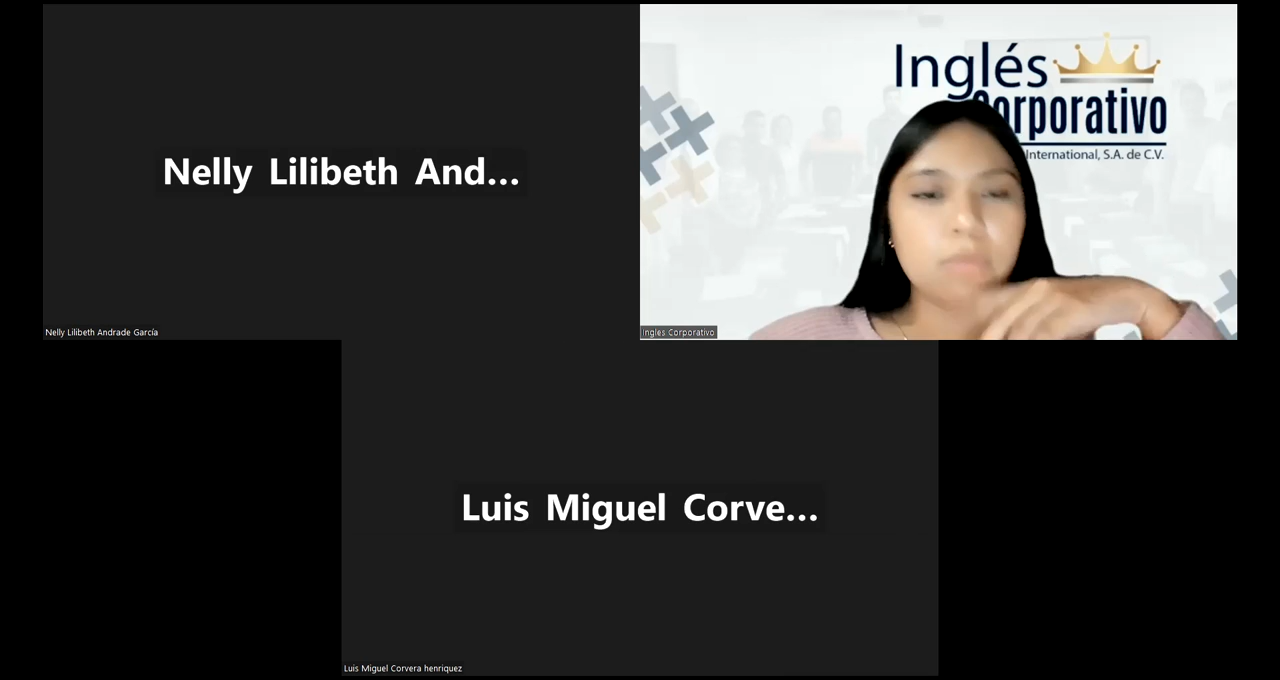 Nelly Lilibeth And...
Nelly Lilibeth Andrade García
Inglés
Corporativo
International, S.A. de C.V.
Ingles Corporativo
Luis Miguel Corve...
Luis Miguel Corvera henriquez